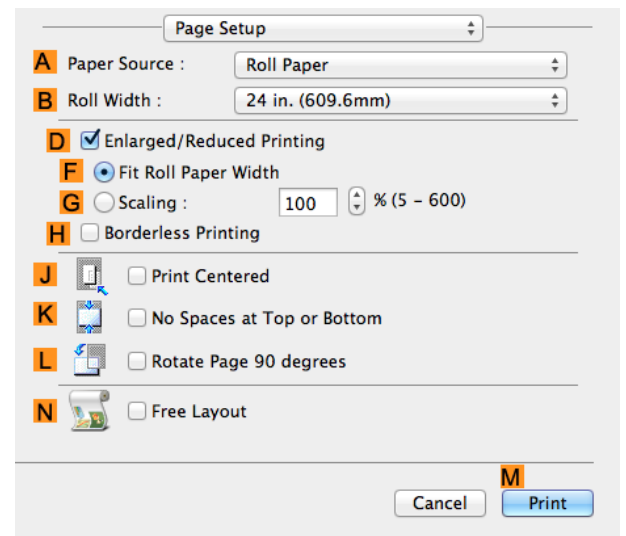 Page Setup
A Paper Source : Roll Paper
B Roll Width : 24 in. (609.6mm)
D Enlarged/Reduced Printing
F Fit Roll Paper Width
G Scaling : 100 % (5 – 600)
H Borderless Printing
J Print Centered
K No Spaces at Top or Bottom
L Rotate Page 90 degrees
N Free Layout
M
Cancel Print